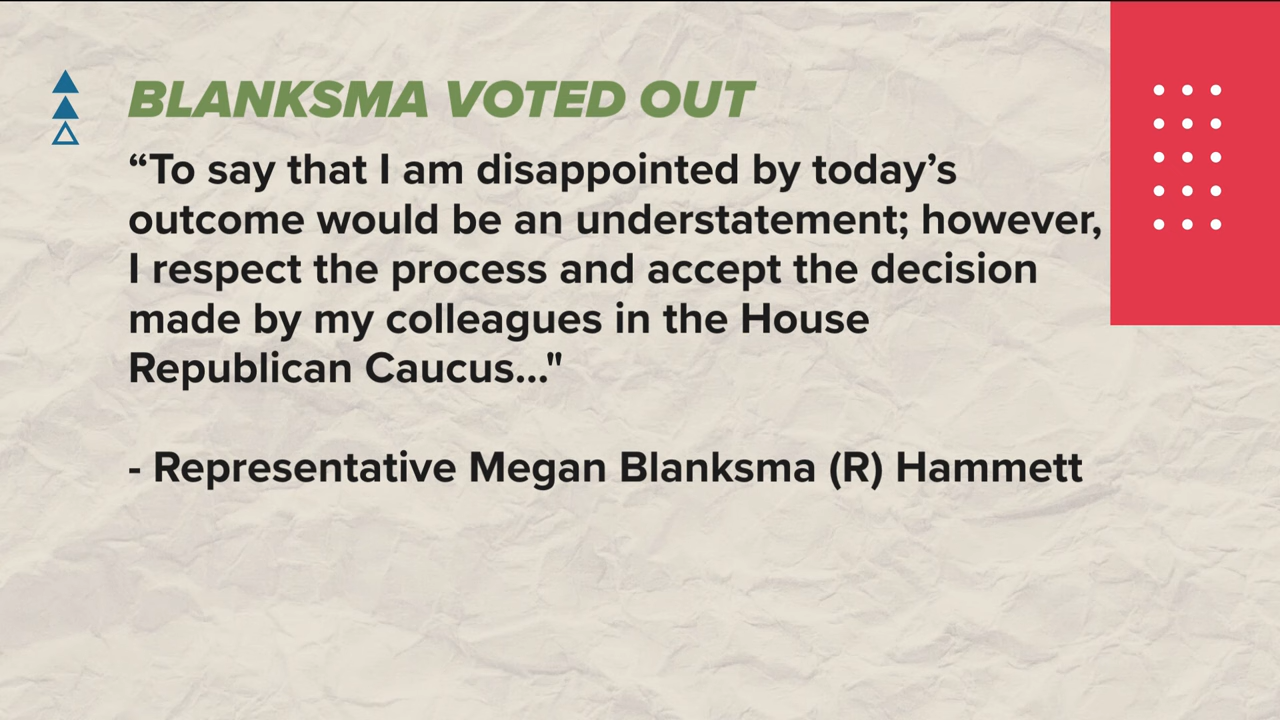 BLANKSMA VOTED OUT
“To say that I am disappointed by today’s
outcome would be an understatement; however,
I respect the process and accept the decision
made by my colleagues in the House
Republican Caucus..."
- Representative Megan Blanksma (R) Hammett